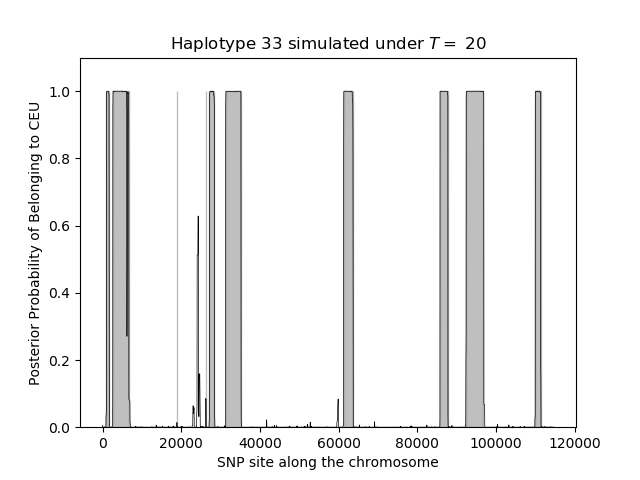 Haplotype 33 simulated under T = 20
Posterior Probability of Belonging to CEU
1.0
0.8
0.6
0.4
0.2
0.0
0 20000 40000 60000 80000 100000 120000
SNP site along the chromosome